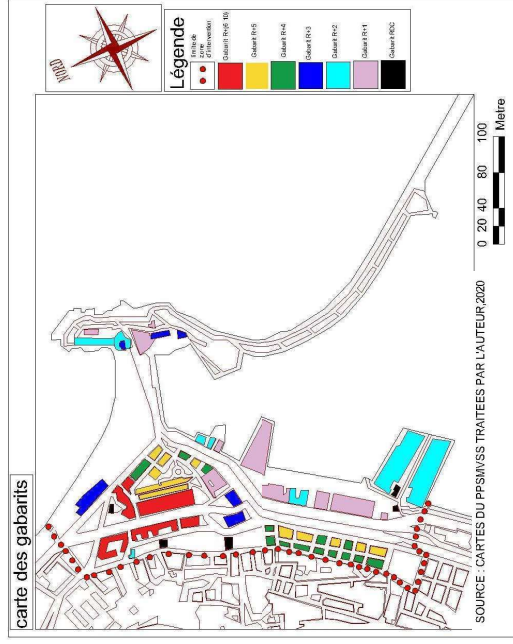 carte des gabarits
NORD
Légende
limite de
zone
d'intervention
Gabarit R+(6 10)
Gabarit R+5
Gabarit R+4
Gabarit R+3
Gabarit R+2
Gabarit R+1
Gabarit RDC
0 20 40 80 100
Metre
SOURCE : CARTES DU PPSMVSS TRAITEES PAR L'AUTEUR,2020